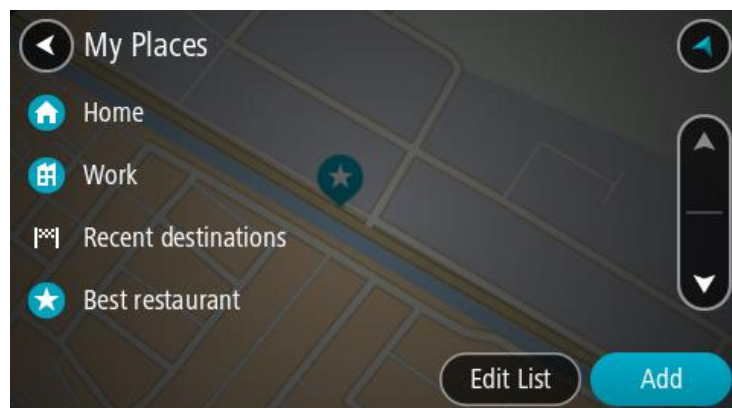 My Places
Home
Work
Recent destinations
Best restaurant
Edit List
Add